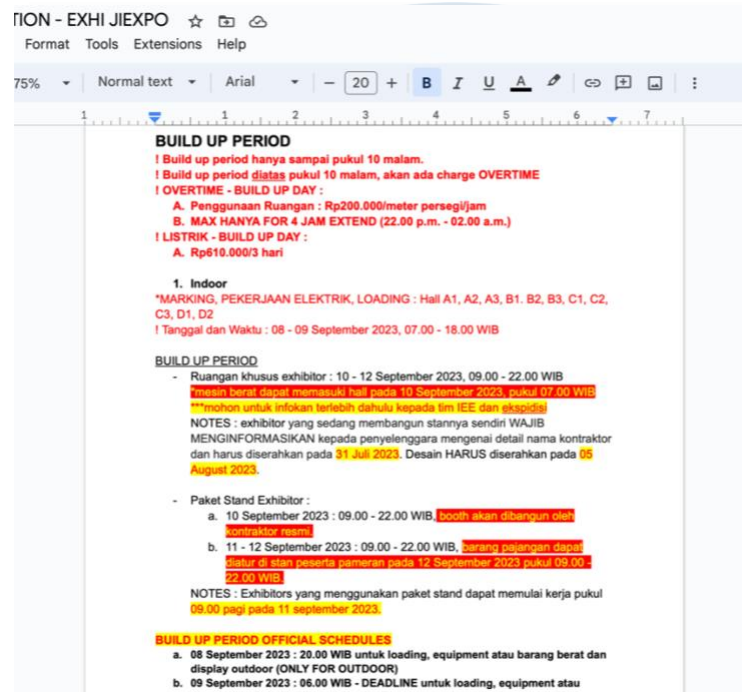 TION - EXHI JIEXPO
Format Tools Extensions Help
75% Normal text Arial - 20 + B I U A
1 1 2 3 4 5 6 7
BUILD UP PERIOD
! Build up period hanya sampai pukul 10 malam.
! Build up period diatas pukul 10 malam, akan ada charge OVERTIME
! OVERTIME - BUILD UP DAY :
A. Penggunaan Ruangan : Rp200.000/meter persegi/jam
B. MAX HANYA FOR 4 JAM EXTEND (22.00 p.m. - 02.00 a.m.)
! LISTRIK - BUILD UP DAY :
A. Rp610.000/3 hari
1. Indoor
*MARKING, PEKERJAAN ELEKTRIK, LOADING : Hall A1, A2, A3, B1. B2, B3, C1, C2,
C3, D1, D2
! Tanggal dan Waktu : 08 - 09 September 2023, 07.00 - 18.00 WIB
BUILD UP PERIOD
- Ruangan khusus exhibitor : 10 - 12 September 2023, 09.00 - 22.00 WIB
*mesin berat dapat memasuki hall pada 10 September 2023, pukul 07.00 WIB
***mohon untuk infokan terlebih dahulu kepada tim IEE dan ekspidisi
NOTES : exhibitor yang sedang membangun stannya sendiri WAJIB
MENGINFORMASIKAN kepada penyelenggara mengenai detail nama kontraktor
dan harus diserahkan pada 31 Juli 2023. Desain HARUS diserahkan pada 05
August 2023.
- Paket Stand Exhibitor :
a. 10 September 2023 : 09.00 - 22.00 WIB, booth akan dibangun oleh
kontraktor resmi.
b. 11 - 12 September 2023 : 09.00 - 22.00 WIB, barang pajangan dapat
diatur di stan peserta pameran pada 12 September 2023 pukul 09.00 -
22.00 WIB.
NOTES : Exhibitors yang menggunakan paket stand dapat memulai kerja pukul
09.00 pagi pada 11 september 2023.
BUILD UP PERIOD OFFICIAL SCHEDULES
a. 08 September 2023 : 20.00 WIB untuk loading, equipment atau barang berat dan
display outdoor (ONLY FOR OUTDOOR)
b. 09 September 2023 : 06.00 WIB - DEADLINE untuk loading, equipment atau